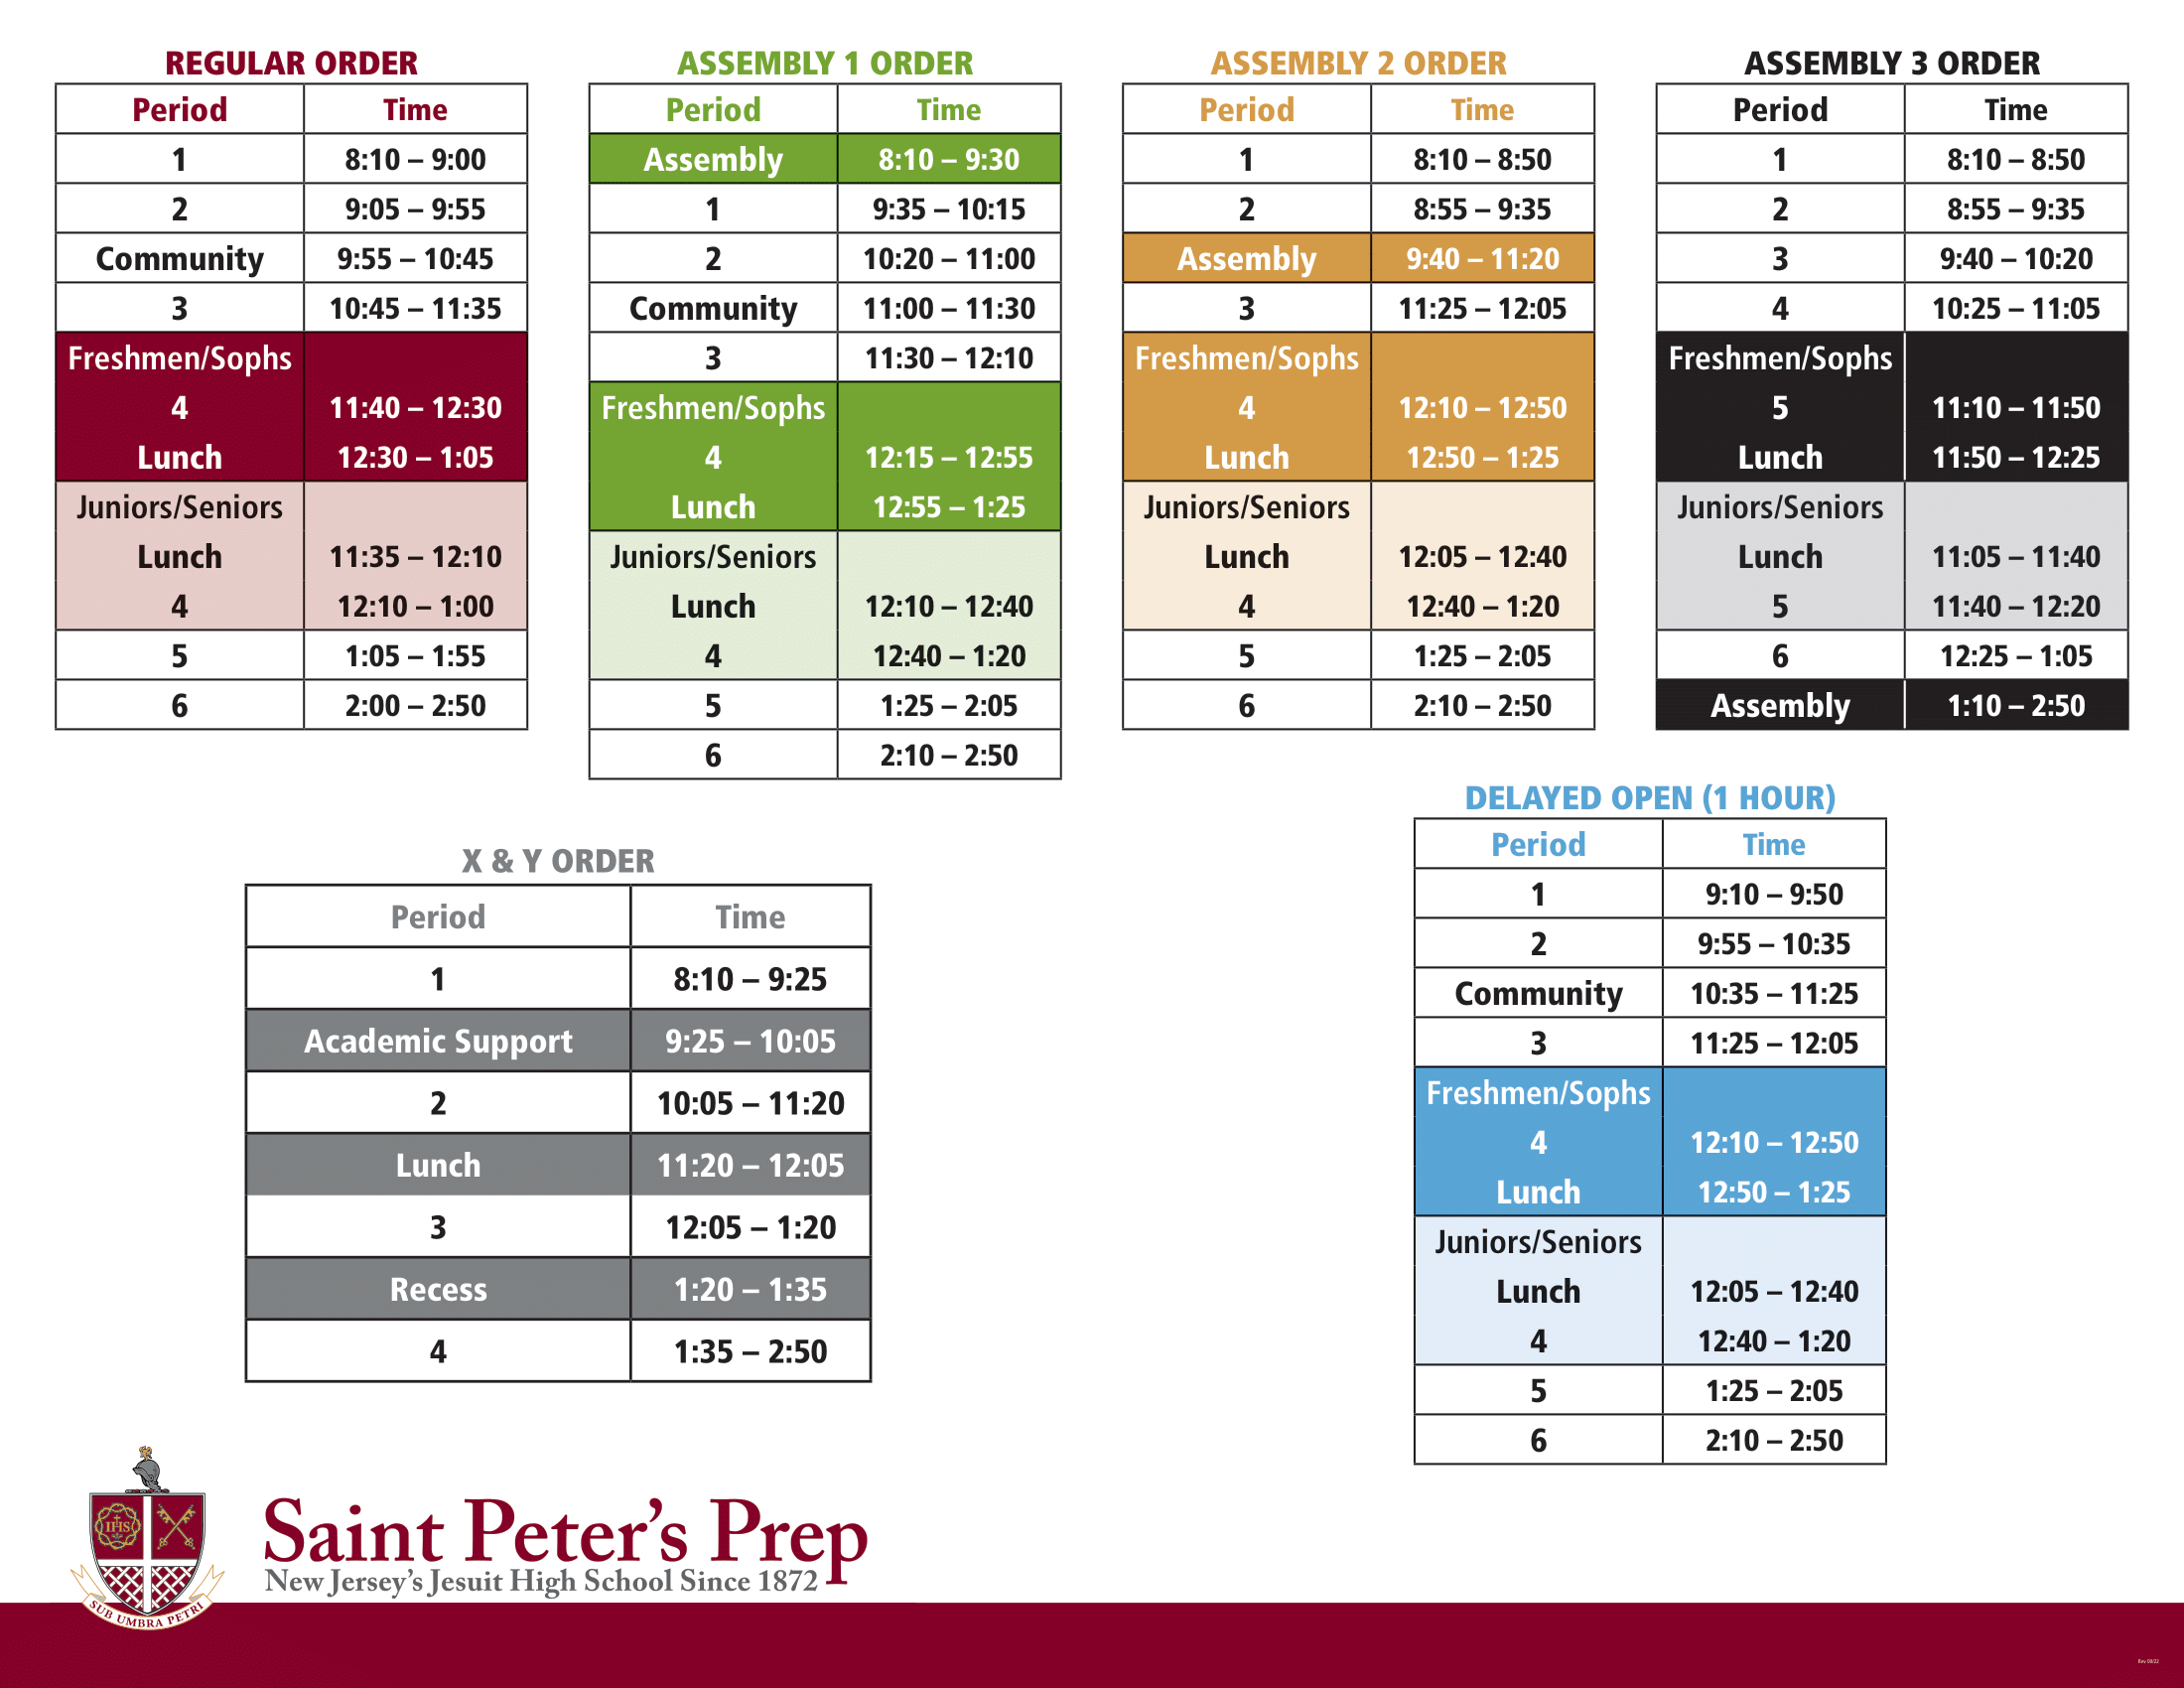 REGULAR ORDER
Period Time
1 8:10 – 9:00
2 9:05 – 9:55
Community 9:55 – 10:45
3 10:45 – 11:35
Freshmen/Sophs
4 11:40 – 12:30
Lunch 12:30 – 1:05
Juniors/Seniors
Lunch 11:35 – 12:10
4 12:10 – 1:00
5 1:05 – 1:55
6 2:00 – 2:50
ASSEMBLY 1 ORDER
Period Time
Assembly 8:10 – 9:30
1 9:35 – 10:15
2 10:20 – 11:00
Community 11:00 – 11:30
3 11:30 – 12:10
Freshmen/Sophs
4 12:15 – 12:55
Lunch 12:55 – 1:25
Juniors/Seniors
Lunch 12:10 – 12:40
4 12:40 – 1:20
5 1:25 – 2:05
6 2:10 – 2:50
ASSEMBLY 2 ORDER
Period Time
1 8:10 – 8:50
2 8:55 – 9:35
Assembly 9:40 – 11:20
3 11:25 – 12:05
Freshmen/Sophs
4 12:10 – 12:50
Lunch 12:50 – 1:25
Juniors/Seniors
Lunch 12:05 – 12:40
4 12:40 – 1:20
5 1:25 – 2:05
6 2:10 – 2:50
ASSEMBLY 3 ORDER
Period Time
1 8:10 – 8:50
2 8:55 – 9:35
3 9:40 – 10:20
4 10:25 – 11:05
Freshmen/Sophs
5 11:10 – 11:50
Lunch 11:50 – 12:25
Juniors/Seniors
Lunch 11:05 – 11:40
5 11:40 – 12:20
6 12:25 – 1:05
Assembly 1:10 – 2:50
X & Y ORDER
Period Time
1 8:10 – 9:25
Academic Support 9:25 – 10:05
2 10:05 – 11:20
Lunch 11:20 – 12:05
3 12:05 – 1:20
Recess 1:20 – 1:35
4 1:35 – 2:50
DELAYED OPEN (1 HOUR)
Period Time
1 9:10 – 9:50
2 9:55 – 10:35
Community 10:35 – 11:25
3 11:25 – 12:05
Freshmen/Sophs
4 12:10 – 12:50
Lunch 12:50 – 1:25
Juniors/Seniors
Lunch 12:05 – 12:40
4 12:40 – 1:20
5 1:25 – 2:05
6 2:10 – 2:50
IHS
SUB UMBRA PETRI
Saint Peter’s Prep
New Jersey’s Jesuit High School Since 1872
Rev 08/22